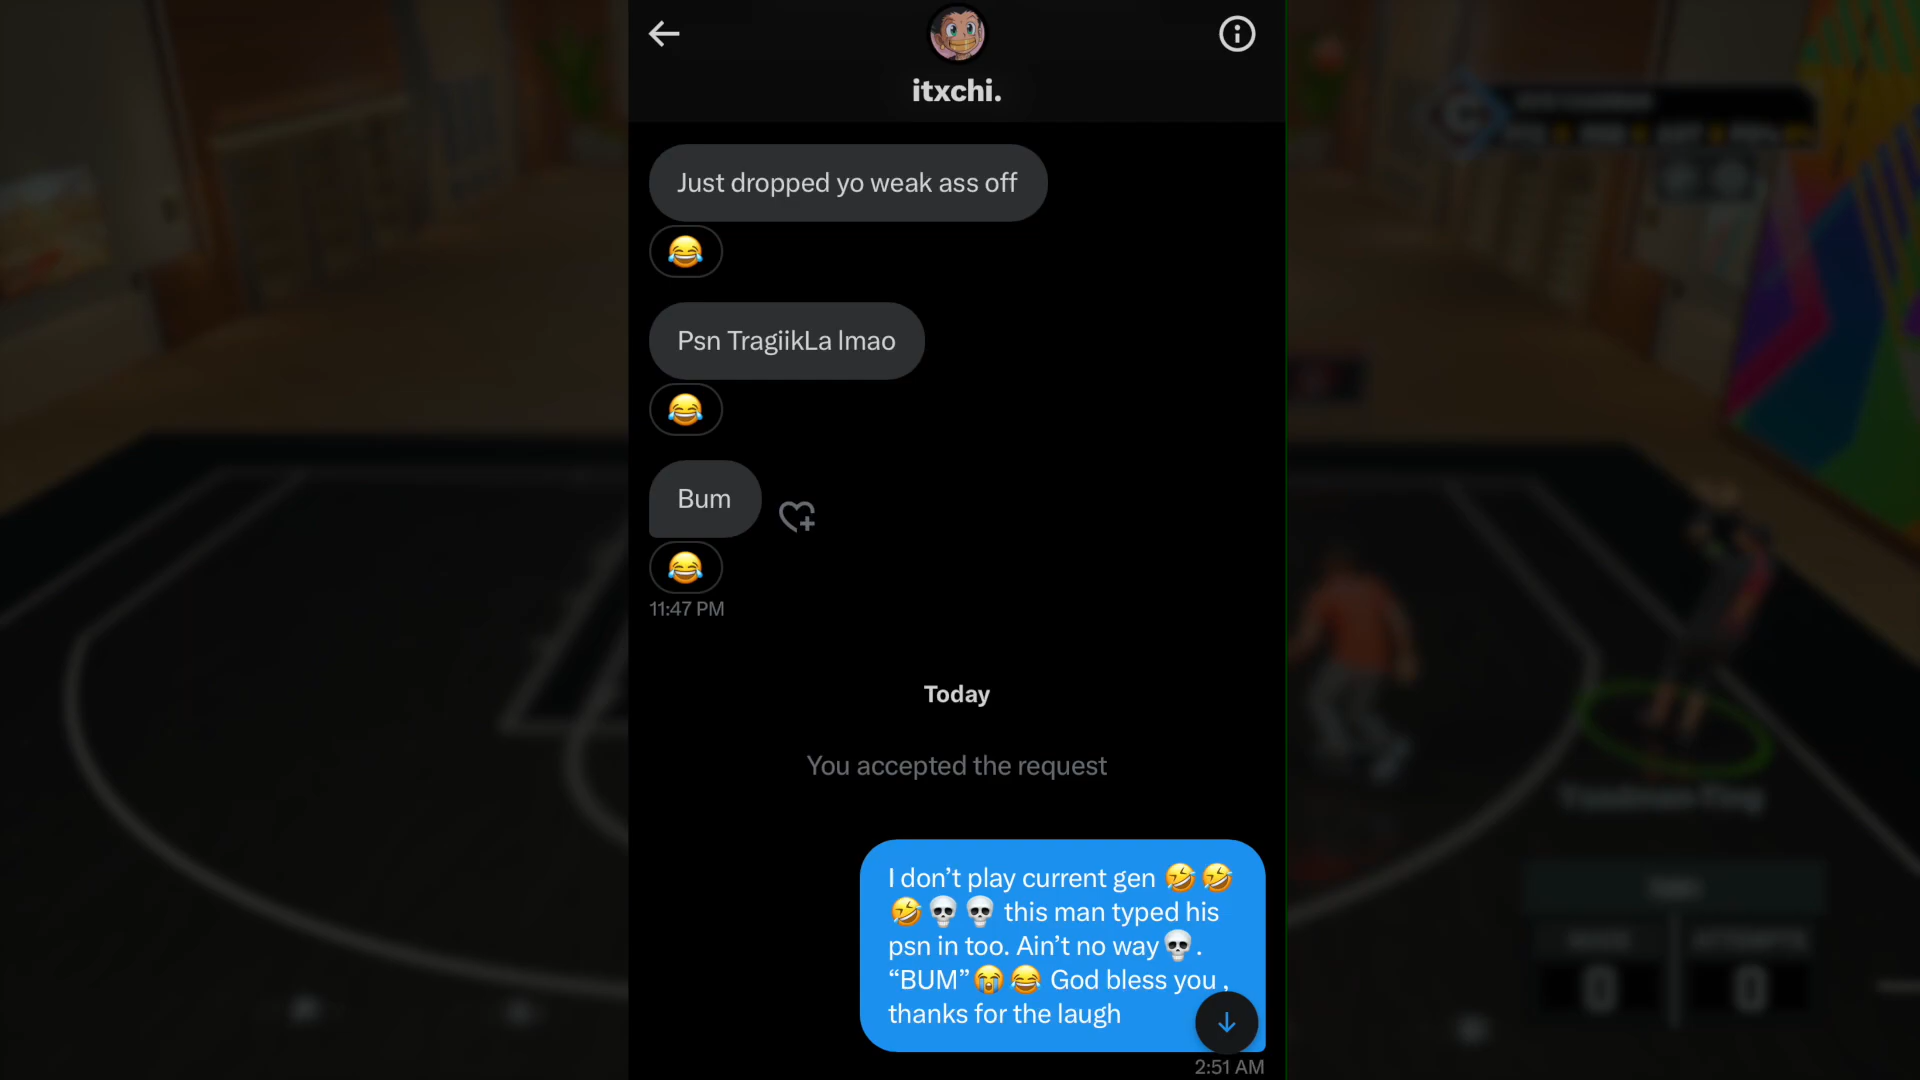 itxchi.
Just dropped yo weak ass off
😂
Psn TragiikLa lmao
😂
Bum
😂
11:47 PM
Today
You accepted the request
I don’t play current gen 🤣🤣
🤣💀💀 this man typed his
psn in too. Ain’t no way💀.
“BUM”😭😂 God bless you ,
thanks for the laugh
2:51 AM
0 0